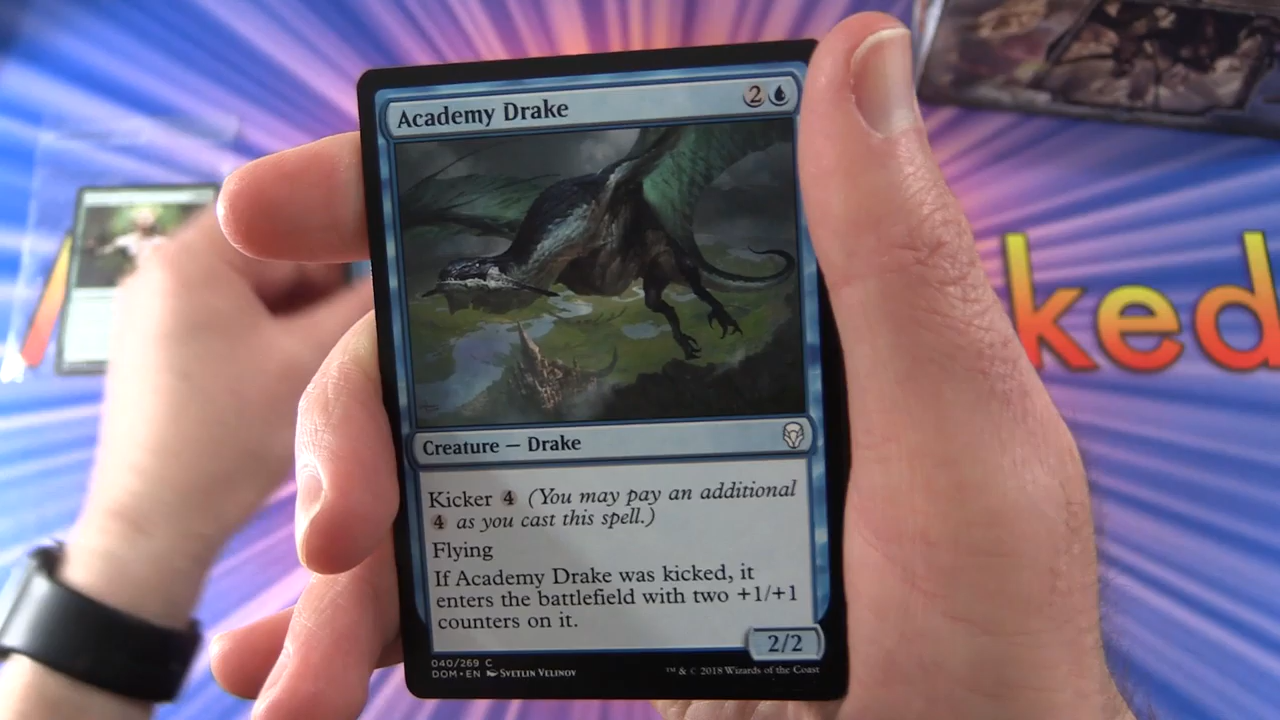 Academy Drake 2
Creature — Drake
Kicker 4 (You may pay an additional
4 as you cast this spell.)
Flying
If Academy Drake was kicked, it
enters the battlefield with two +1/+1
counters on it.
2/2
040/269 C
DOM • EN Svetlin Velinov
™ & © 2018 Wizards of the Coast
ked